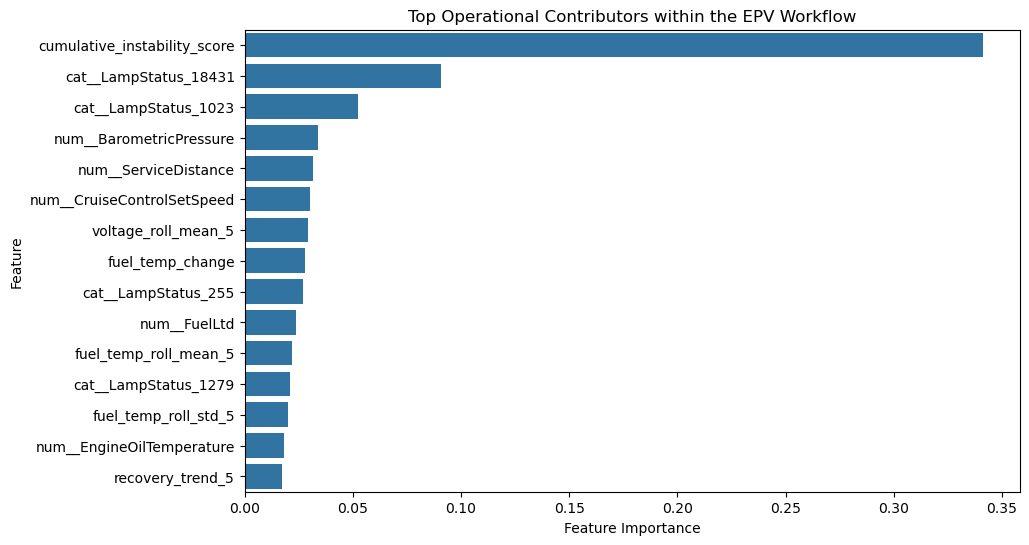 Top Operational Contributors within the EPV Workflow
cumulative_instability_score
cat__LampStatus_18431
cat__LampStatus_1023
num__BarometricPressure
num__ServiceDistance
num__CruiseControlSetSpeed
voltage_roll_mean_5
fuel_temp_change
cat__LampStatus_255
num__FuelLtd
fuel_temp_roll_mean_5
cat__LampStatus_1279
fuel_temp_roll_std_5
num__EngineOilTemperature
recovery_trend_5
Feature
0.00 0.05 0.10 0.15 0.20 0.25 0.30 0.35
Feature Importance